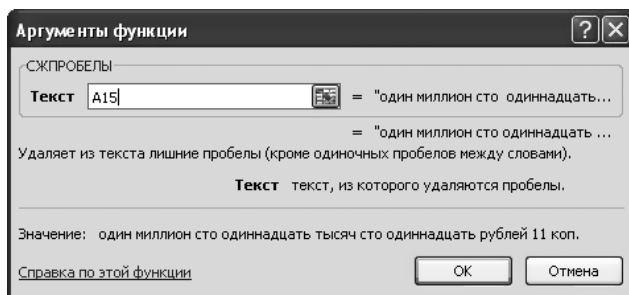 Аргументы функции
СЖПРОБЕЛЫ
Текст A15 = "один миллион сто  одиннадцать...
= "один миллион сто одиннадцать ...
Удаляет из текста лишние пробелы (кроме одиночных пробелов между словами).
Текст текст, из которого удаляются пробелы.
Значение: один миллион сто одиннадцать тысяч сто одиннадцать рублей 11 коп.
Справка по этой функции OK Отмена